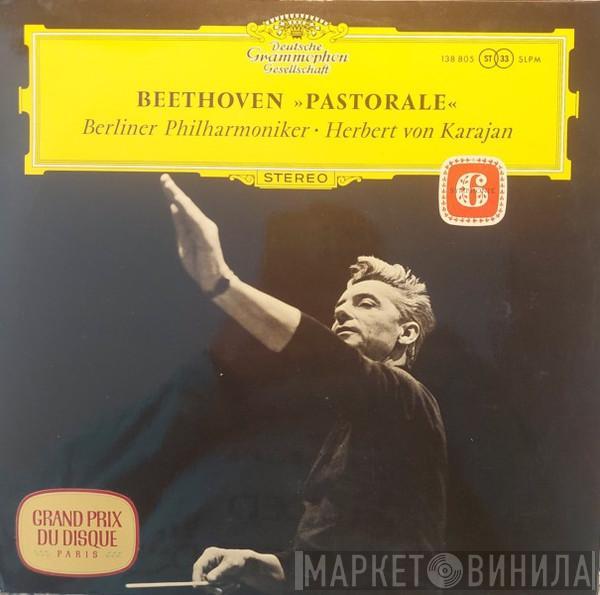 Deutsche
Grammophon
Gesellschaft
138 805 ST 33 SLPM
BEETHOVEN »PASTORALE«
Berliner Philharmoniker · Herbert von Karajan
STEREO
6
GRAND PRIX
DU DISQUE
PARIS
МАРКЕТ ВИНИЛА